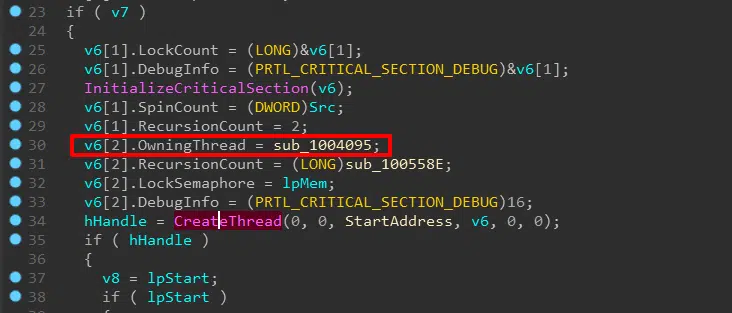 23 if ( v7 )
24 {
25 v6[1].LockCount = (LONG)&v6[1];
26 v6[1].DebugInfo = (PRTL_CRITICAL_SECTION_DEBUG)&v6[1];
27 InitializeCriticalSection(v6);
28 v6[1].SpinCount = (DWORD)Src;
29 v6[1].RecursionCount = 2;
30 v6[2].OwningThread = sub_1004095;
31 v6[2].RecursionCount = (LONG)sub_100558E;
32 v6[2].LockSemaphore = lpMem;
33 v6[2].DebugInfo = (PRTL_CRITICAL_SECTION_DEBUG)16;
34 hHandle = CreateThread(0, 0, StartAddress, v6, 0, 0);
35 if ( hHandle )
36 {
37 v8 = lpStart;
38 if ( lpStart )